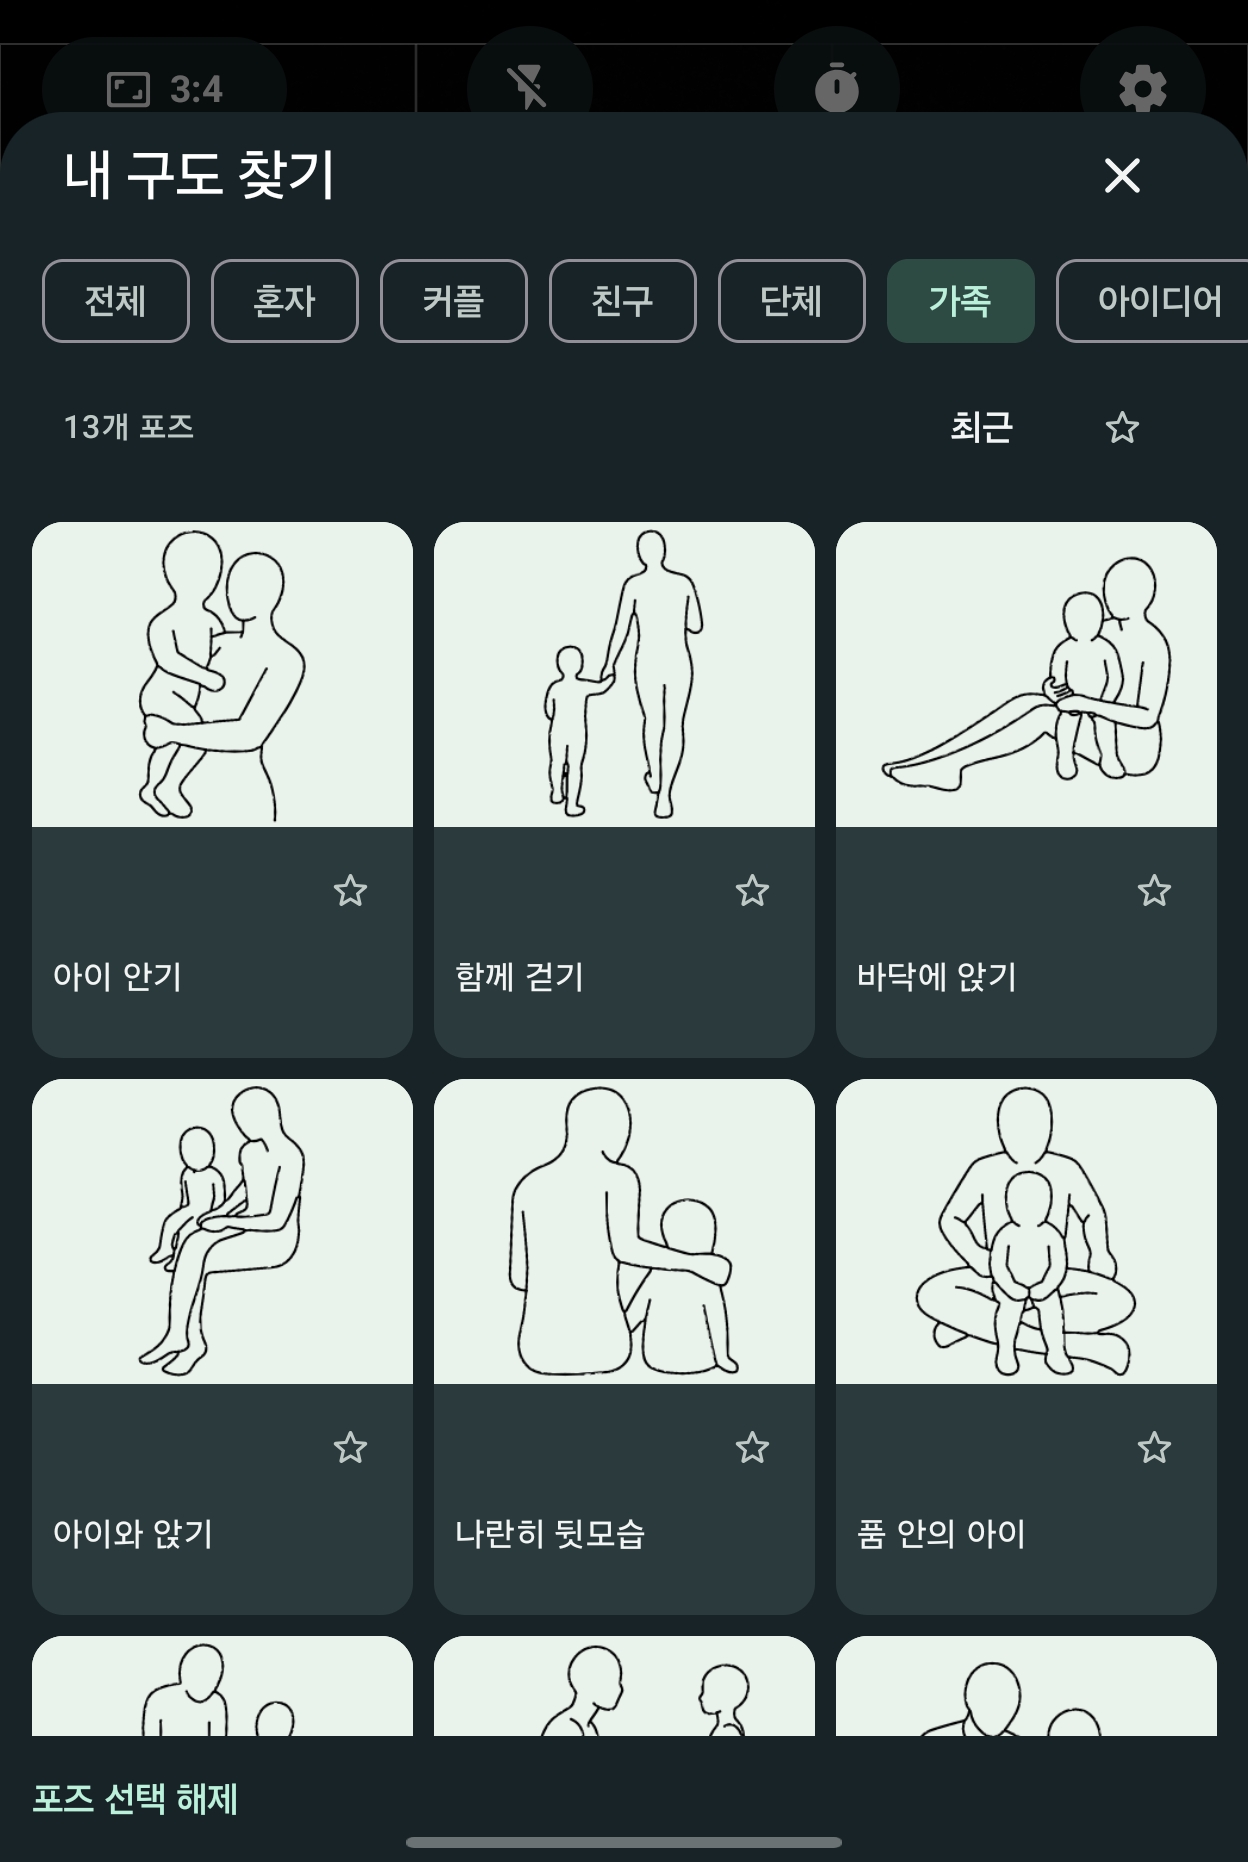 3:4
내 구도 찾기
전체 혼자 커플 친구 단체 가족 아이디어
13개 포즈 최근
아이 안기 함께 걷기 바닥에 앉기
아이와 앉기 나란히 뒷모습 품 안의 아이
포즈 선택 해제